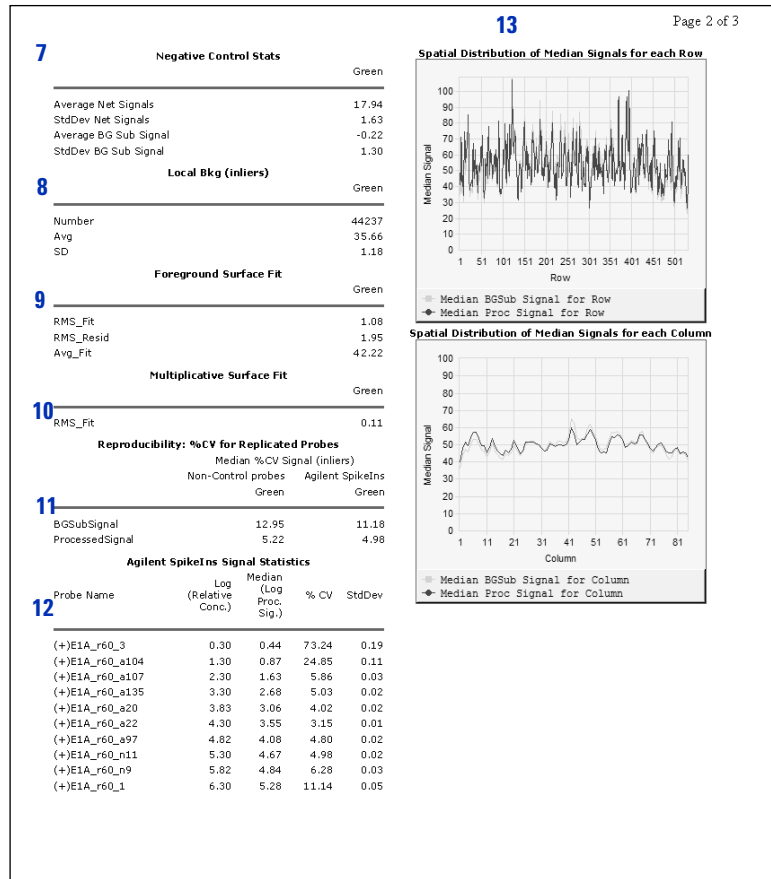 13
Page 2 of 3
7
Negative Control Stats
Green
Average Net Signals 17.94
StdDev Net Signals 1.63
Average BG Sub Signal -0.22
StdDev BG Sub Signal 1.30
8
Local Bkg (inliers)
Green
Number 44237
Avg 35.66
SD 1.18
Foreground Surface Fit
Green
9
RMS_Fit 1.08
RMS_Resid 1.95
Avg_Fit 42.22
Multiplicative Surface Fit
Green
10
RMS_Fit 0.11
Reproducibility: %CV for Replicated Probes
Median %CV Signal (inliers)
Non-Control probes Agilent SpikeIns
Green Green
11
BGSubSignal 12.95 11.18
ProcessedSignal 5.22 4.98
Agilent SpikeIns Signal Statistics
12
Probe Name Log (Relative Conc.) Median (Log Proc. Sig.) % CV StdDev
(+)E1A_r60_3 0.30 0.44 73.24 0.19
(+)E1A_r60_a104 1.30 0.87 24.85 0.11
(+)E1A_r60_a107 2.30 1.63 5.86 0.03
(+)E1A_r60_a135 3.30 2.68 5.03 0.02
(+)E1A_r60_a20 3.83 3.06 4.02 0.02
(+)E1A_r60_a22 4.30 3.55 3.15 0.01
(+)E1A_r60_a97 4.82 4.08 4.80 0.02
(+)E1A_r60_n11 5.30 4.67 4.98 0.02
(+)E1A_r60_n9 5.82 4.84 6.28 0.03
(+)E1A_r60_1 6.30 5.28 11.14 0.05
Spatial Distribution of Median Signals for each Row
Median Signal
100
90
80
70
60
50
40
30
20
10
0
1 51 101 151 201 251 301 351 401 451 501
Row
Median BGSub Signal for Row
Median Proc Signal for Row
Spatial Distribution of Median Signals for each Column
Median Signal
100
90
80
70
60
50
40
30
20
10
0
1 11 21 31 41 51 61 71 81
Column
Median BGSub Signal for Column
Median Proc Signal for Column